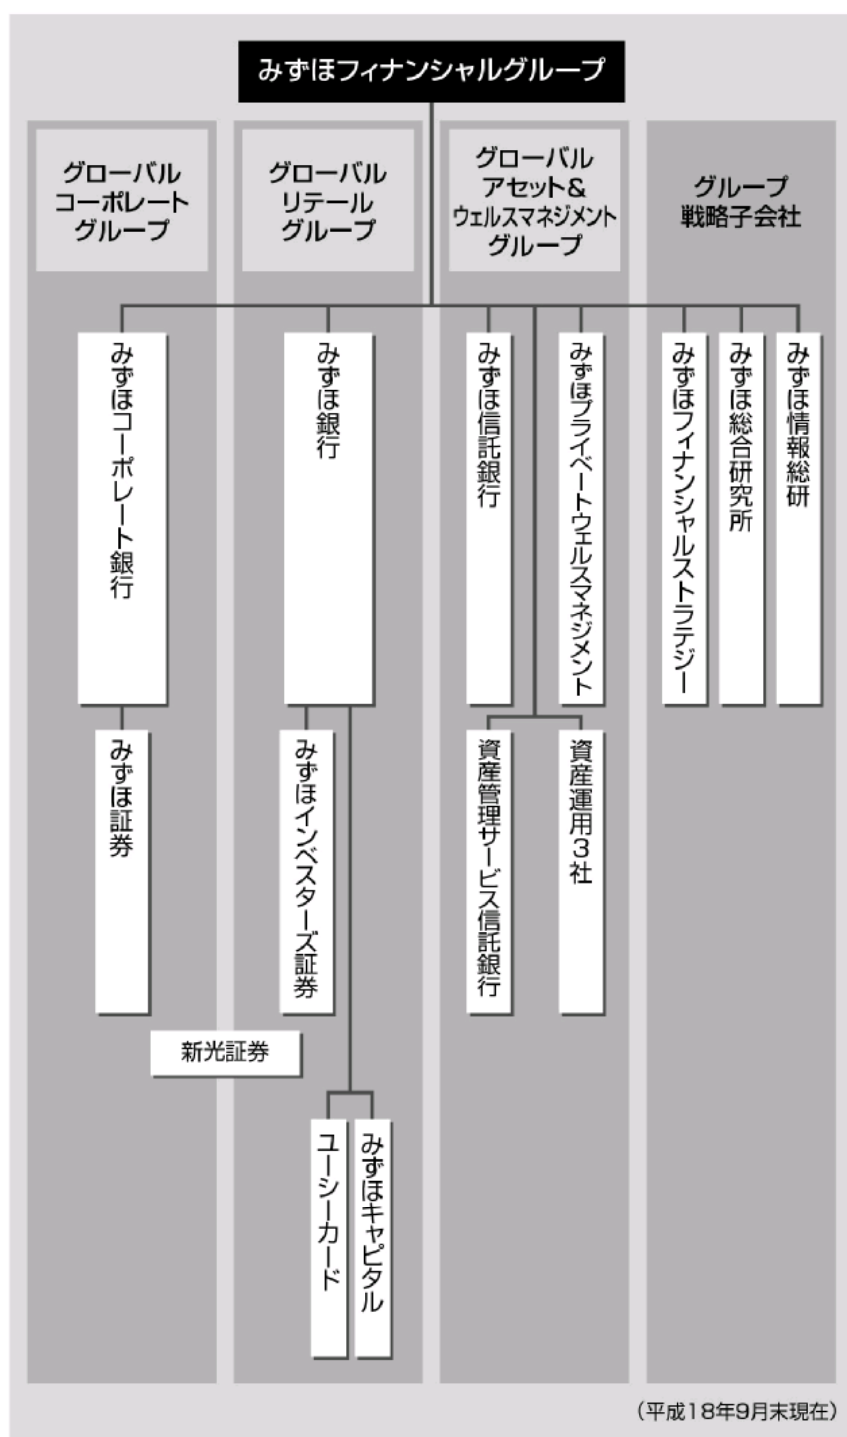 みずほフィナンシャルグループ
グローバル
コーポレート
グループ
グローバル
リテール
グループ
グローバル
アセット&
ウェルスマネジメント
グループ
グループ
戦略子会社
みずほコーポレート銀行
みずほ銀行
みずほ信託銀行
みずほプライベートウェルスマネジメント
みずほフィナンシャルストラテジー
みずほ総合研究所
みずほ情報総研
みずほ証券
みずほインベスターズ証券
資産管理サービス信託銀行
資産運用3社
新光証券
ユーシーカード
みずほキャピタル
（平成18年9月末現在）